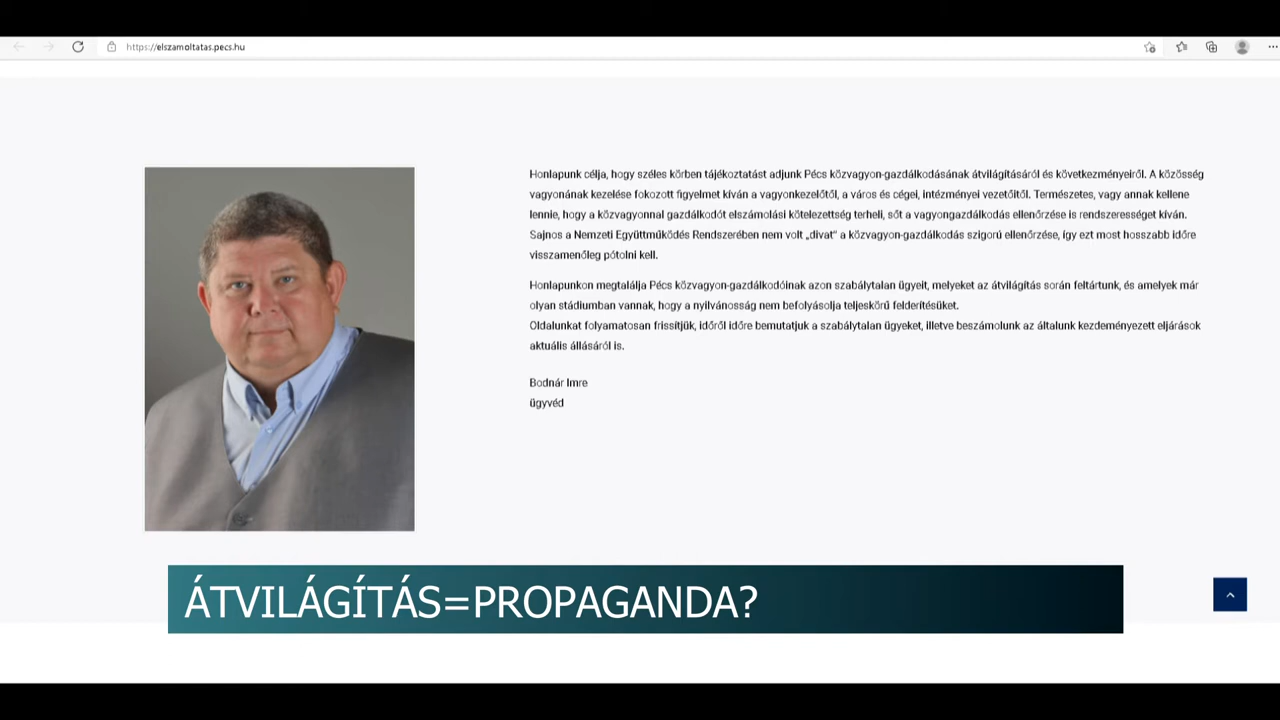 https://elszamoltatas.pecs.hu
Honlapunk célja, hogy széles körben tájékoztatást adjunk Pécs közvagyon-gazdálkodásának átvilágításáról és következményeiről. A közösség
vagyonának kezelése fokozott figyelmet kíván a vagyonkezelőtől, a város és cégei, intézményei vezetőitől. Természetes, vagy annak kellene
lennie, hogy a közvagyonnal gazdálkodót elszámolási kötelezettség terheli, sőt a vagyongazdálkodás ellenőrzése is rendszerességet kíván.
Sajnos a Nemzeti Együttműködés Rendszerében nem volt „divat” a közvagyon-gazdálkodás szigorú ellenőrzése, így ezt most hosszabb időre
visszamenőleg pótolni kell.
Honlapunkon megtalálja Pécs közvagyon-gazdálkodóinak azon szabálytalan ügyeit, melyeket az átvilágítás során feltártunk, és amelyek már
olyan stádiumban vannak, hogy a nyilvánosság nem befolyásolja teljeskörű felderítésüket.
Oldalunkat folyamatosan frissítjük, időről időre bemutatjuk a szabálytalan ügyeket, illetve beszámolunk az általunk kezdeményezett eljárások
aktuális állásáról is.
Bodnár Imre
ügyvéd
ÁTVILÁGÍTÁS=PROPAGANDA?